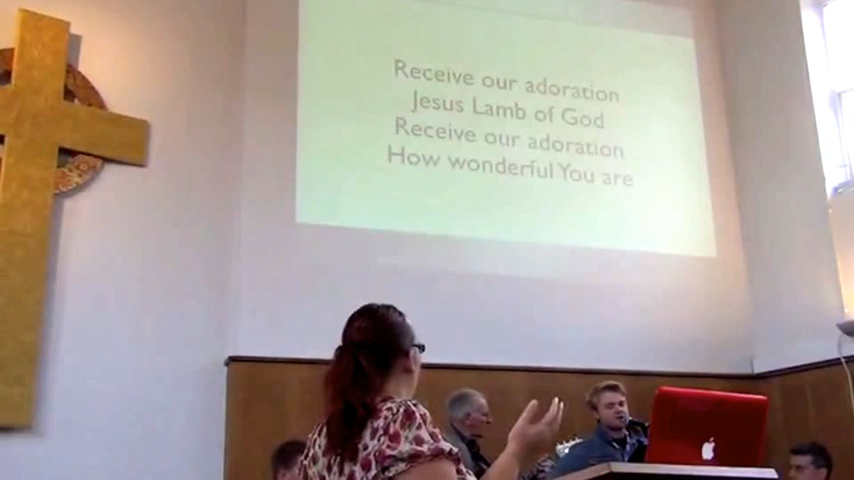 Receive our adoration
Jesus Lamb of God
Receive our adoration
How wonderful You are